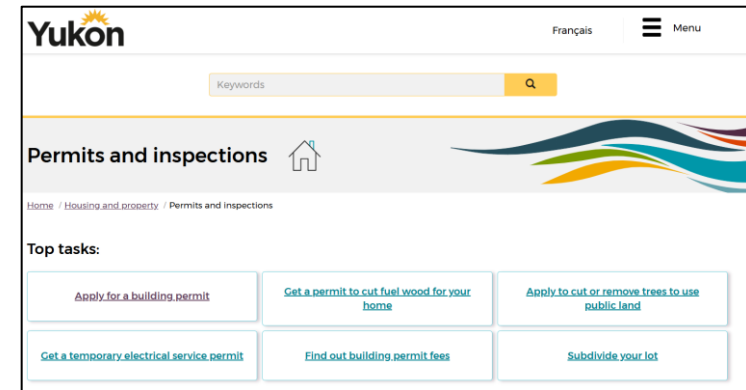 Yukon
Français
Menu
Keywords
Permits and inspections
Home / Housing and property / Permits and inspections
Top tasks:
Apply for a building permit
Get a permit to cut fuel wood for your
home
Apply to cut or remove trees to use
public land
Get a temporary electrical service permit
Find out building permit fees
Subdivide your lot